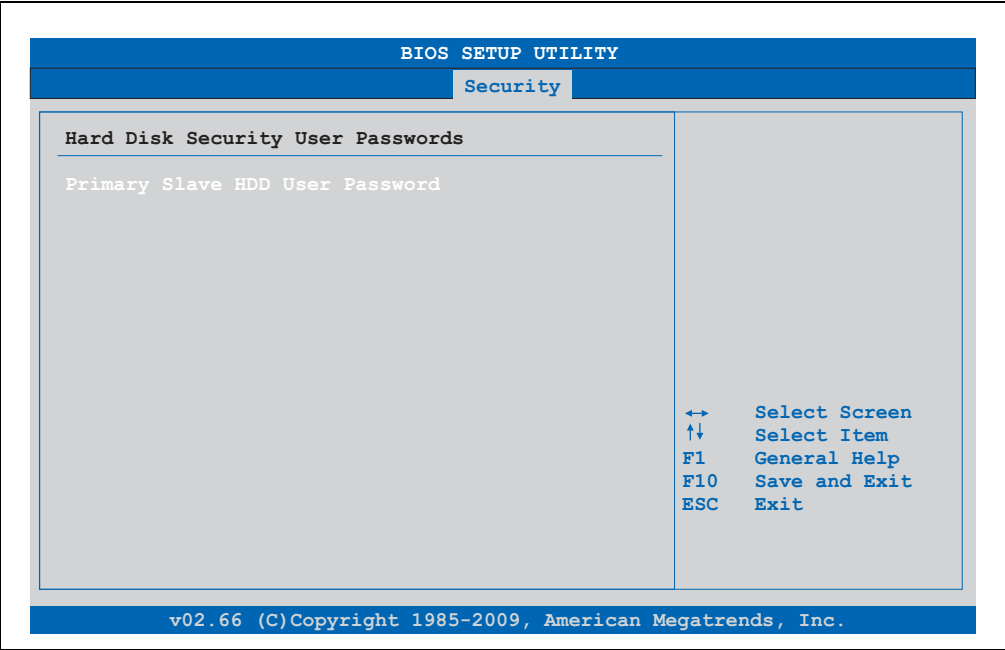 BIOS SETUP UTILITY
Security
Hard Disk Security User Passwords
Primary Slave HDD User Password
↔ Select Screen
↑↓ Select Item
F1 General Help
F10 Save and Exit
ESC Exit
v02.66 (C)Copyright 1985-2009, American Megatrends, Inc.